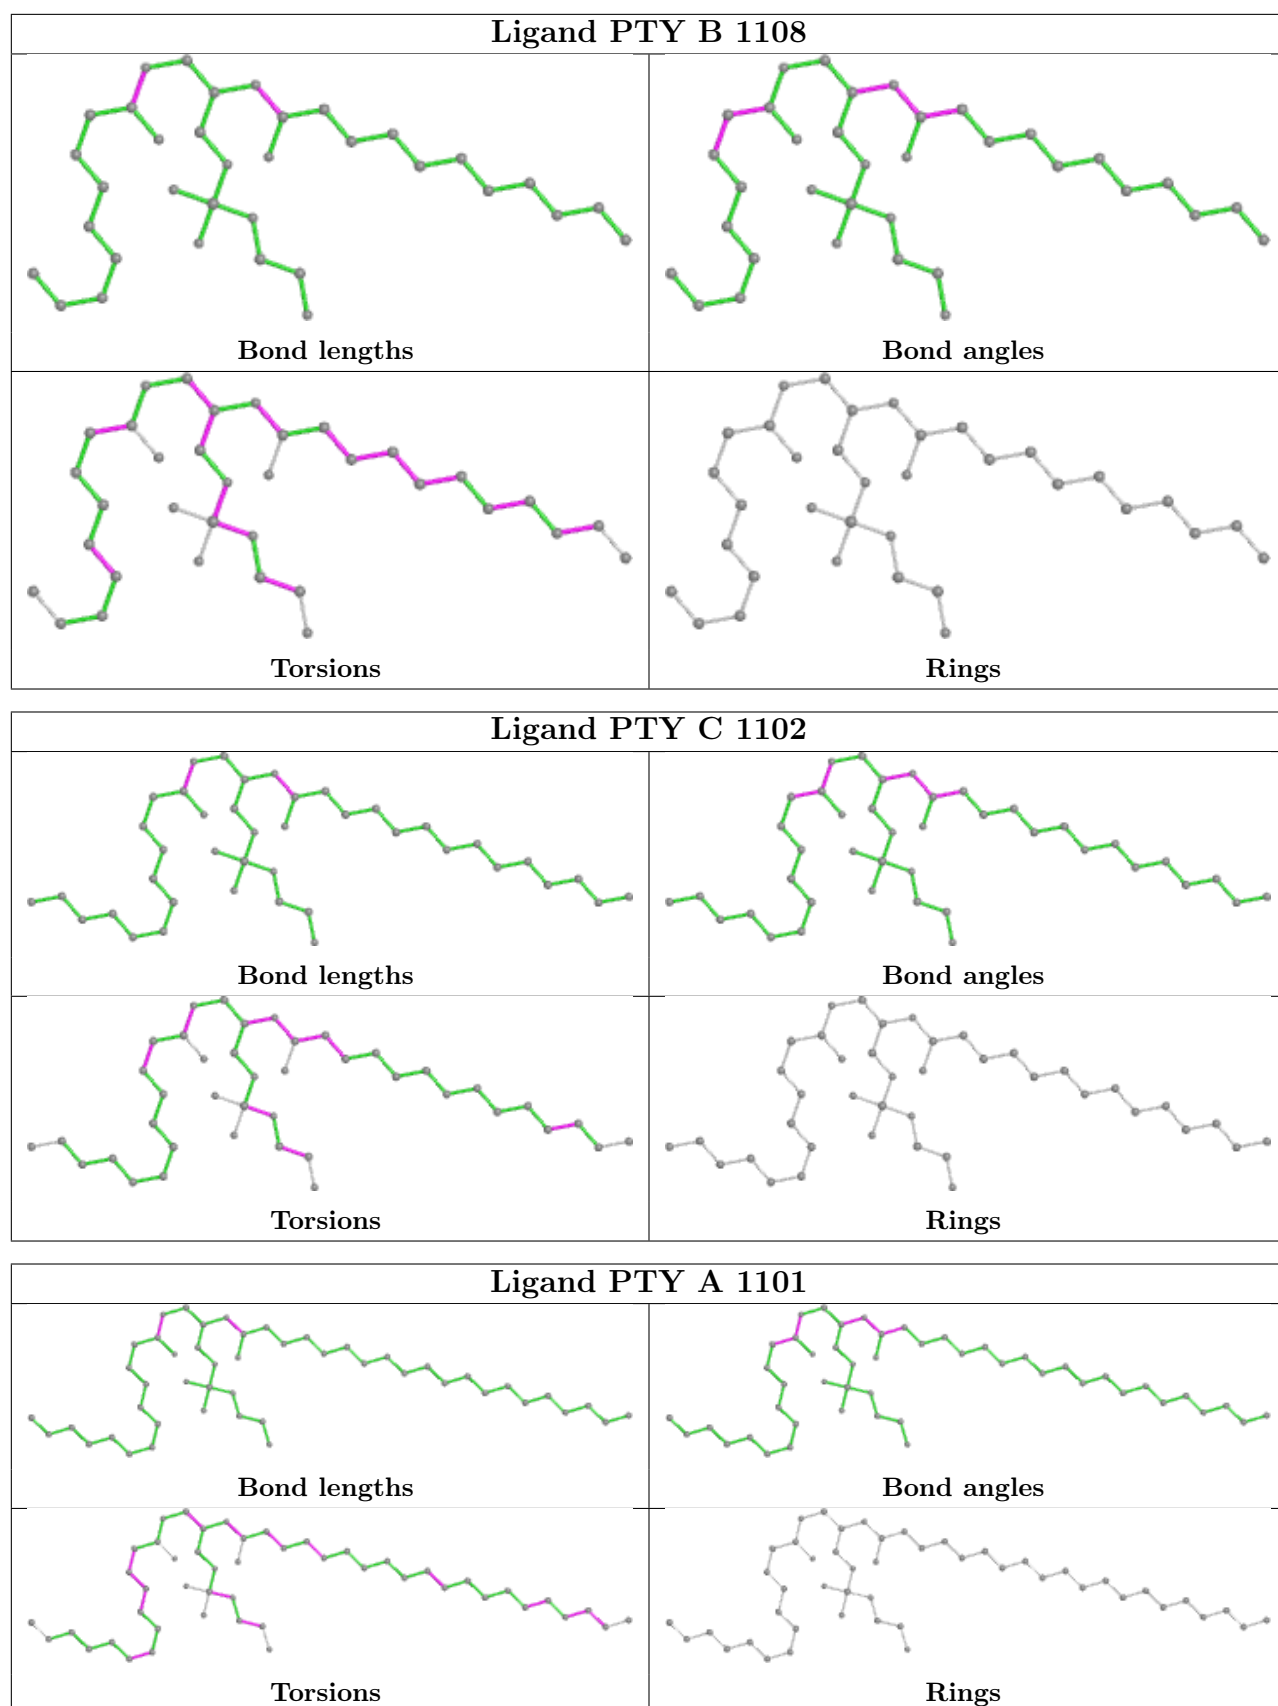 Ligand PTY B 1108
Bond lengths
Bond angles
Torsions
Rings
Ligand PTY C 1102
Bond lengths
Bond angles
Torsions
Rings
Ligand PTY A 1101
Bond lengths
Bond angles
Torsions
Rings